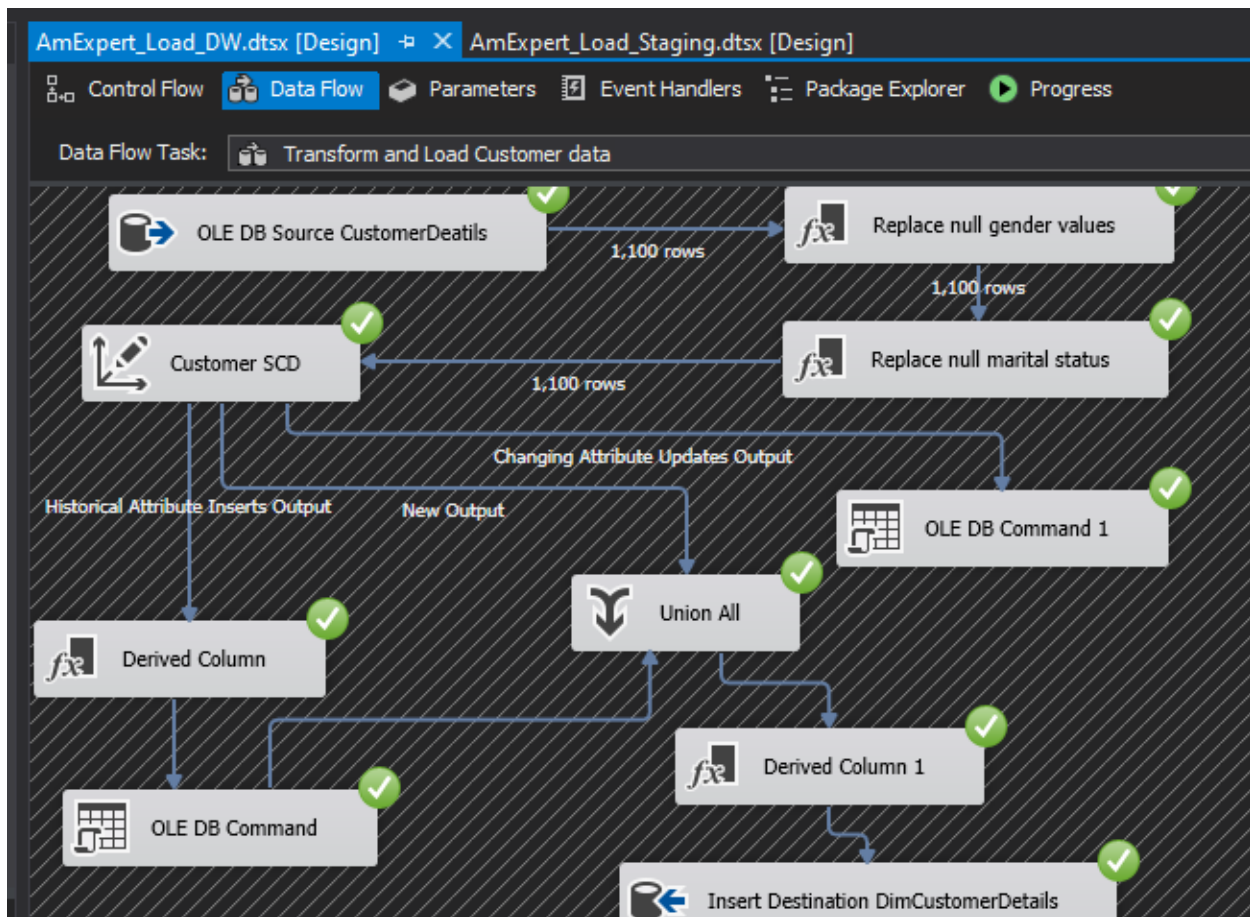 AmExpert_Load_DW.dtsx [Design]
AmExpert_Load_Staging.dtsx [Design]
Control Flow
Data Flow
Parameters
Event Handlers
Package Explorer
Progress
Data Flow Task:
Transform and Load Customer data
OLE DB Source CustomerDeatils
1,100 rows
Replace null gender values
1,100 rows
Customer SCD
1,100 rows
Replace null marital status
Changing Attribute Updates Output
Historical Attribute Inserts Output
New Output
OLE DB Command 1
Union All
Derived Column
Derived Column 1
OLE DB Command
Insert Destination DimCustomerDetails